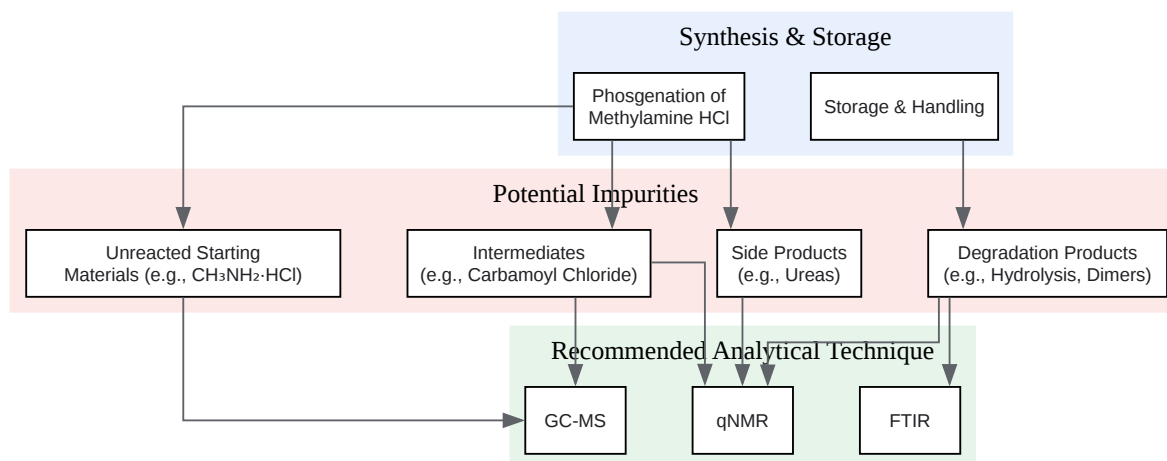 Synthesis & Storage
Phosgenation of
Methylamine HCl
Storage & Handling
Potential Impurities
Unreacted Starting
Materials (e.g., CH₃NH₂·HCl)
Intermediates
(e.g., Carbamoyl Chloride)
Side Products
(e.g., Ureas)
Degradation Products
(e.g., Hydrolysis, Dimers)
Recommended Analytical Technique
GC-MS
qNMR
FTIR